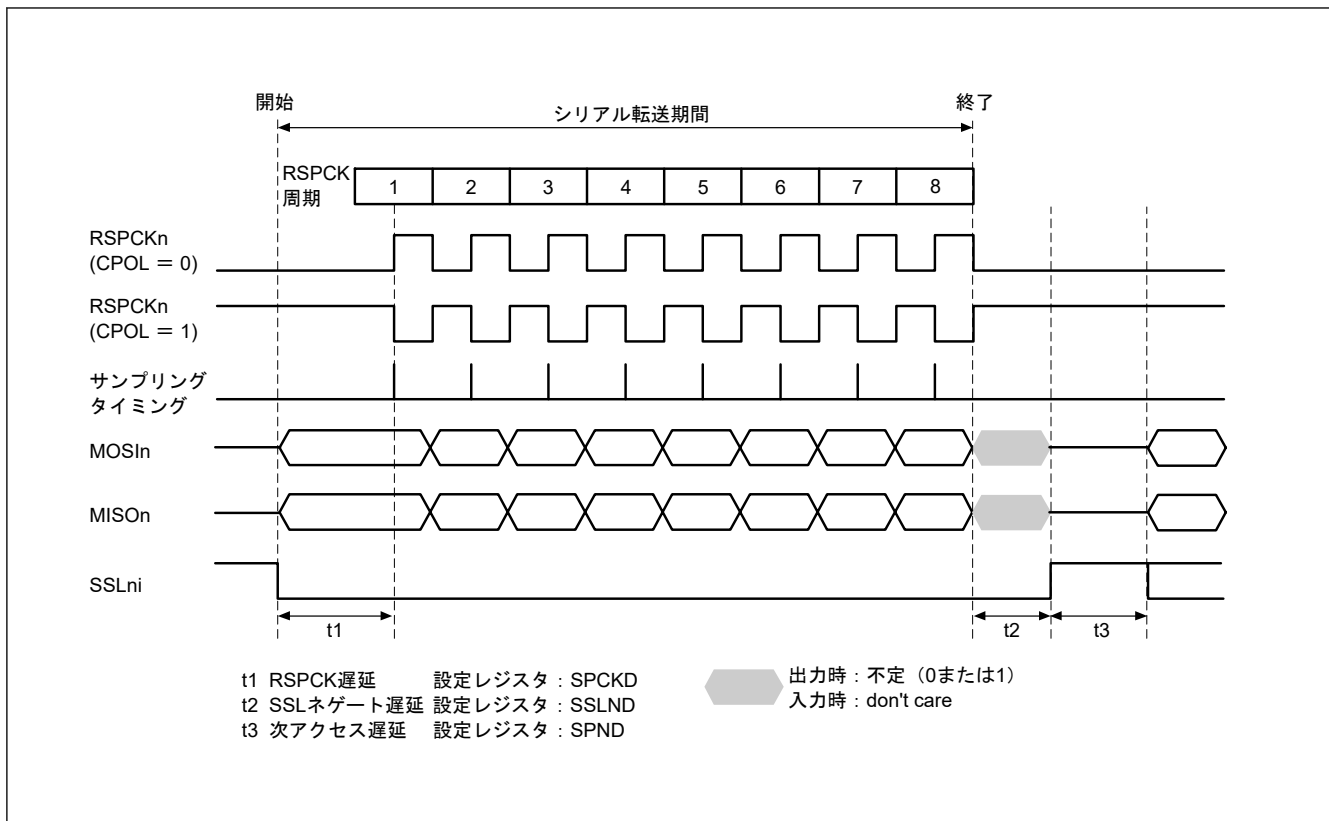 開始
終了
シリアル転送期間
RSPCK
周期
1 2 3 4 5 6 7 8
RSPCKn
(CPOL = 0)
RSPCKn
(CPOL = 1)
サンプリング
タイミング
MOSIn
MISOn
SSLni
t1
t2
t3
t1 RSPCK遅延 設定レジスタ：SPCKD
t2 SSLネゲート遅延 設定レジスタ：SSLND
t3 次アクセス遅延 設定レジスタ：SPND
出力時：不定（0または1）
入力時：don't care